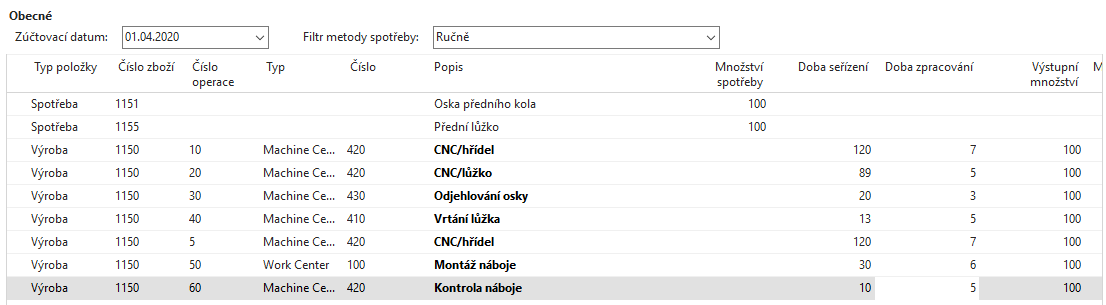 Obecné
Zúčtovací datum: 01.04.2020 Filtr metody spotřeby: Ručně
Typ položky Číslo zboží Číslo operace Typ Číslo Popis Množství spotřeby Doba seřízení Doba zpracování Výstupní množství M
Spotřeba 1151 Oska předního kola 100
Spotřeba 1155 Přední lůžko 100
Výroba 1150 10 Machine Ce... 420 CNC/hřídel 120 7 100
Výroba 1150 20 Machine Ce... 420 CNC/lůžko 89 5 100
Výroba 1150 30 Machine Ce... 430 Odjehlování osky 20 3 100
Výroba 1150 40 Machine Ce... 410 Vrtání lůžka 13 5 100
Výroba 1150 5 Machine Ce... 420 CNC/hřídel 120 7 100
Výroba 1150 50 Work Center 100 Montáž náboje 30 6 100
Výroba 1150 60 Machine Ce... 420 Kontrola náboje 10 5 100